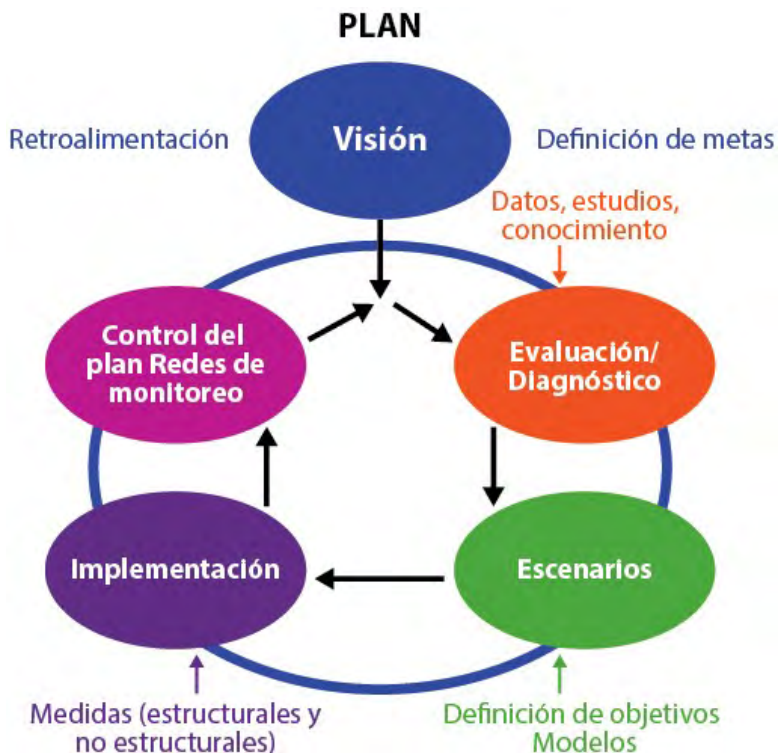 PLAN
Retroalimentación
Visión
Definición de metas
Datos, estudios,
conocimiento
Control del
plan Redes de
monitoreo
Evaluación/
Diagnóstico
Implementación
Escenarios
Medidas (estructurales y
no estructurales)
Definición de objetivos
Modelos